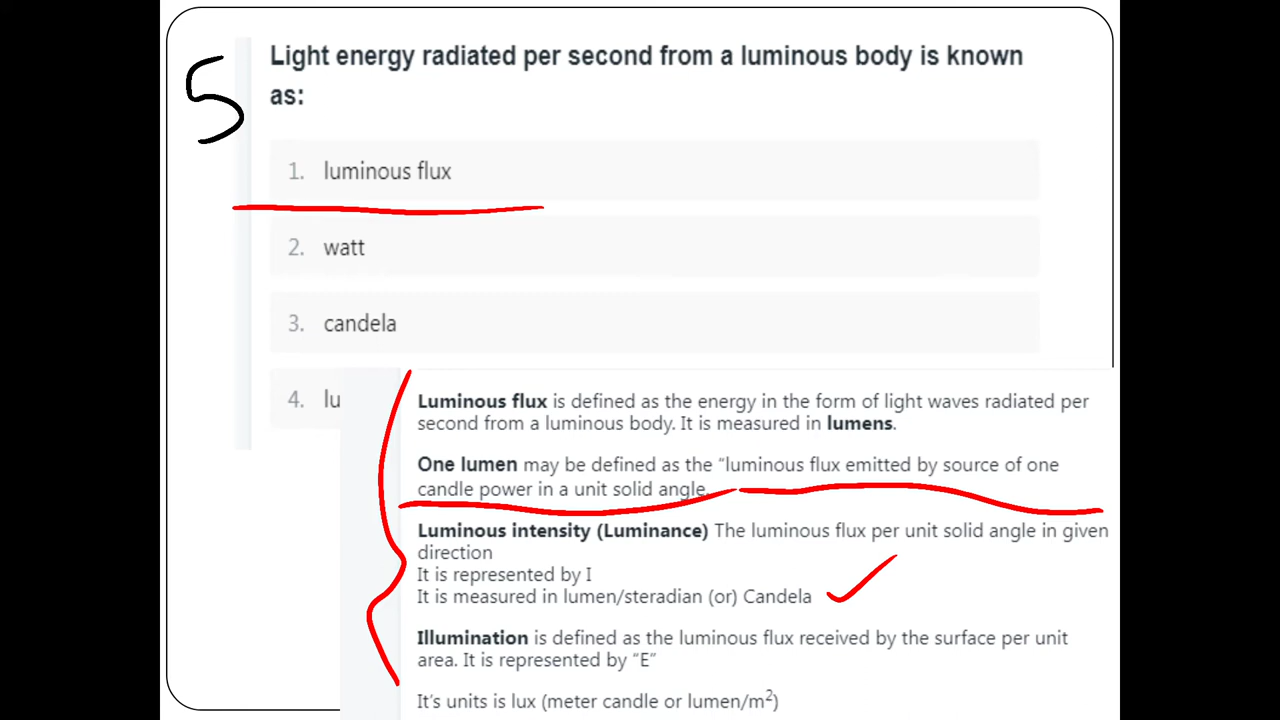 5
Light energy radiated per second from a luminous body is known
as:
1. luminous flux
2. watt
3. candela
4. lu
Luminous flux is defined as the energy in the form of light waves radiated per
second from a luminous body. It is measured in lumens.
One lumen may be defined as the "luminous flux emitted by source of one
candle power in a unit solid angle.
Luminous intensity (Luminance) The luminous flux per unit solid angle in given
direction
It is represented by I
It is measured in lumen/steradian (or) Candela
Illumination is defined as the luminous flux received by the surface per unit
area. It is represented by "E"
It's units is lux (meter candle or lumen/m²)